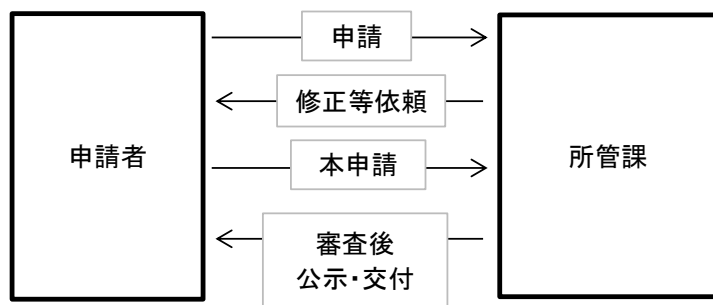 申請
修正等依頼
申請者
本申請
所管課
審査後
公示・交付